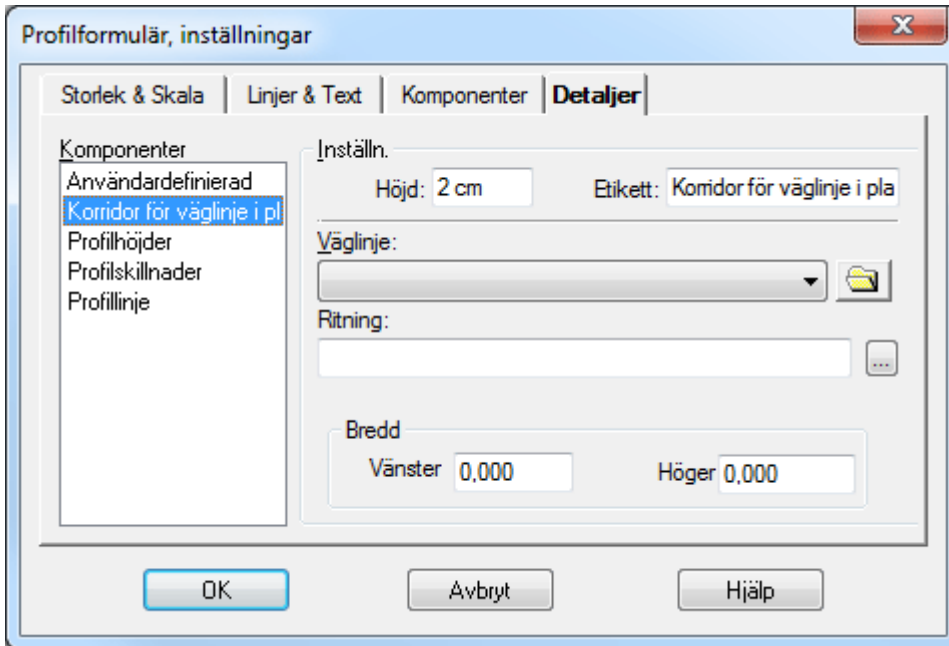 Profilformulär, inställningar
Storlek & Skala
Linjer & Text
Komponenter
Detaljer
Komponenter
Användardefinierad
Korridor för väglinje i pl
Profilhöjder
Profilskillnader
Profillinje
Inställn.
Höjd: 2 cm
Etikett: Korridor för väglinje i pla
Väglinje:
Ritning:
...
Bredd
Vänster 0,000
Höger 0,000
OK
Avbryt
Hjälp